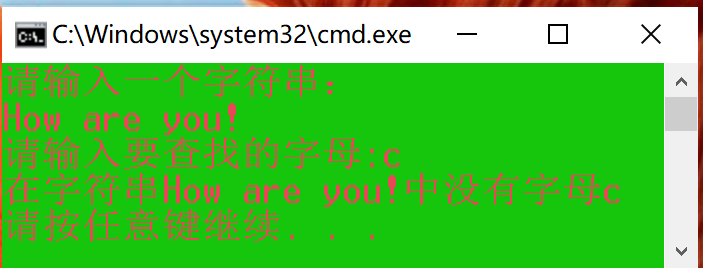 C:\Windows\system32\cmd.exe
请输入一个字符串:
How are you!
请输入要查找的字母:c
在字符串How are you!中没有字母c
请按任意键继续. . .